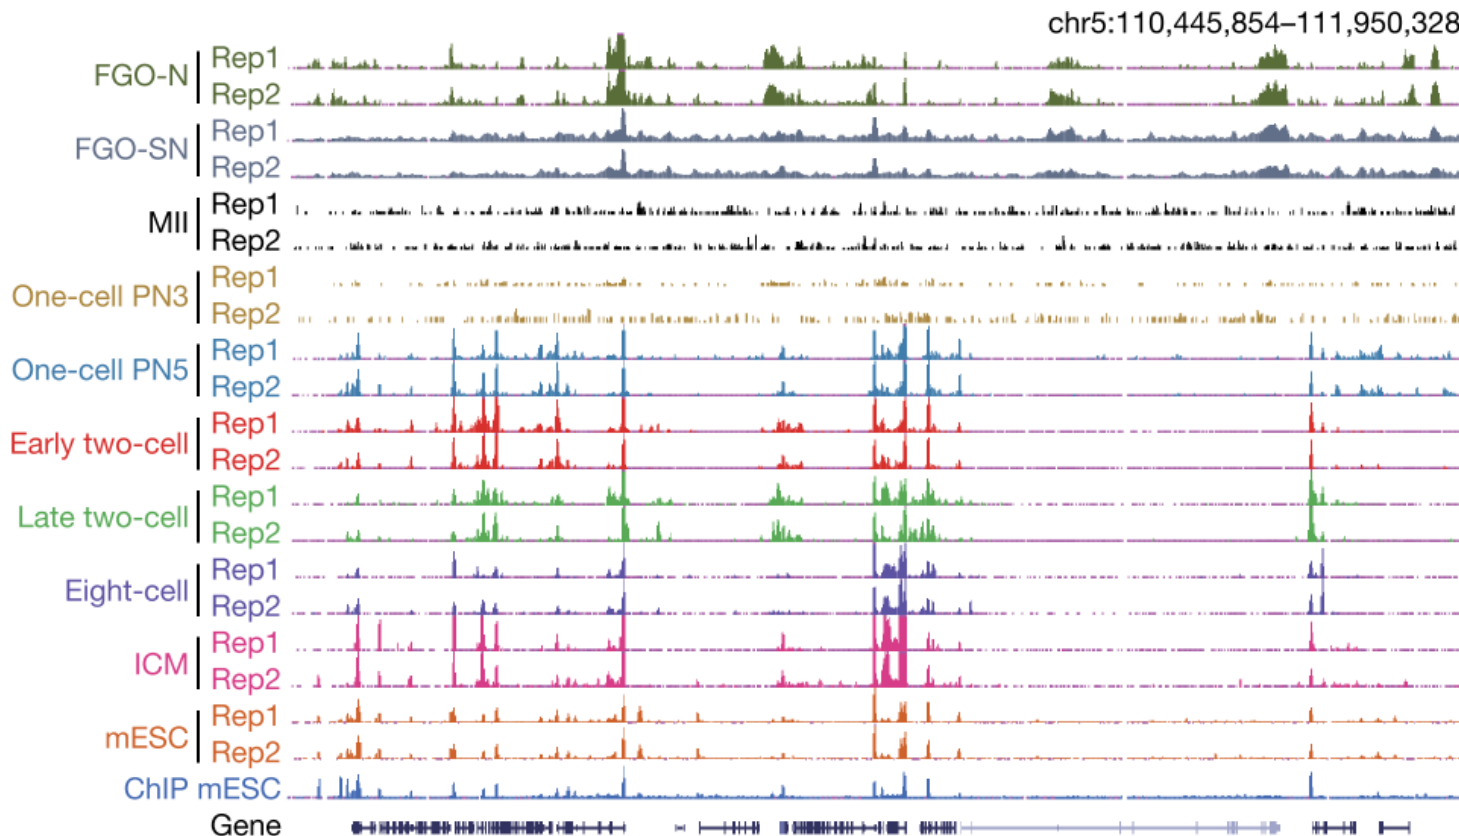 chr5:110,445,854–111,950,328
FGO-N
Rep1
Rep2
FGO-SN
Rep1
Rep2
MII
Rep1
Rep2
One-cell PN3
Rep1
Rep2
One-cell PN5
Rep1
Rep2
Early two-cell
Rep1
Rep2
Late two-cell
Rep1
Rep2
Eight-cell
Rep1
Rep2
ICM
Rep1
Rep2
mESC
Rep1
Rep2
ChIP mESC
Gene